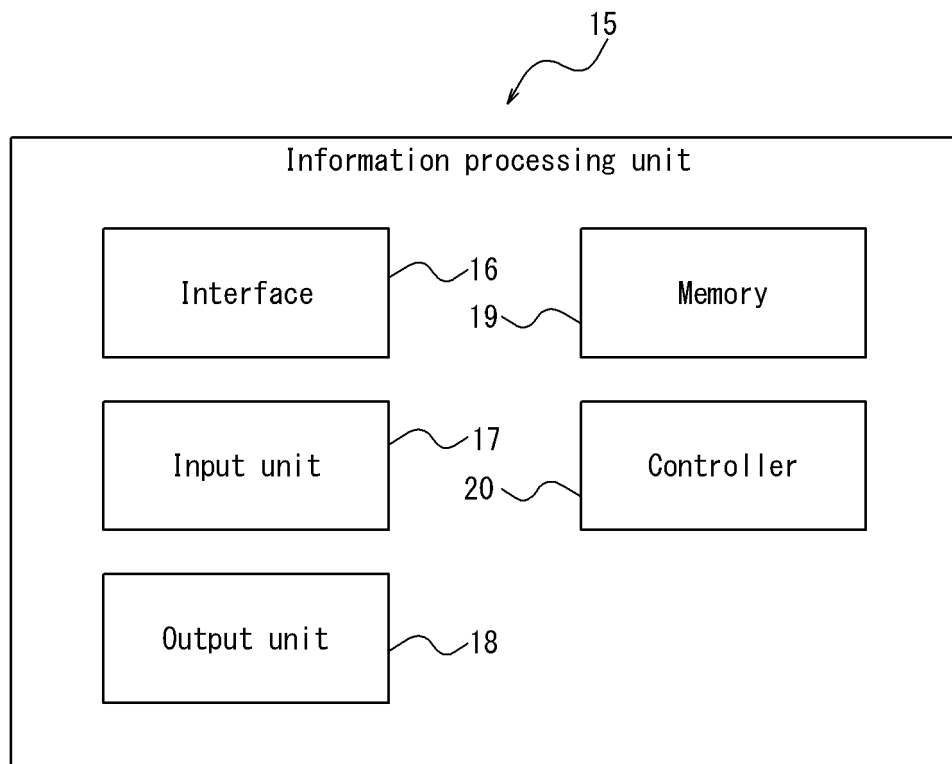 15
Information processing unit
Interface
16
Memory
19
Input unit
17
Controller
20
Output unit
18